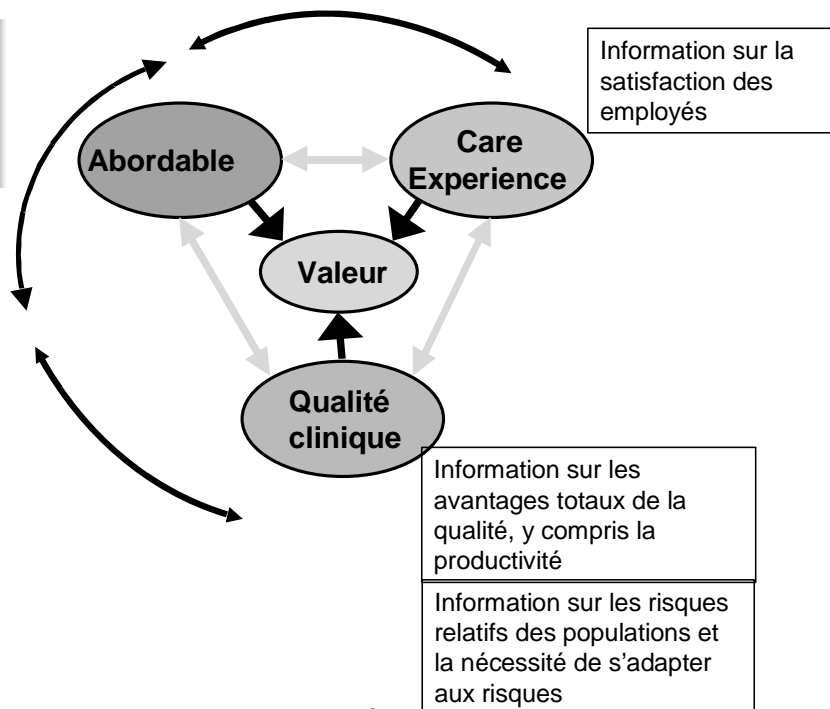 Information sur la
satisfaction des
employés
Abordable
Care
Experience
Valeur
Qualité
clinique
Information sur les
avantages totaux de la
qualité, y compris la
productivité
Information sur les risques
relatifs des populations et
la nécessité de s’adapter
aux risques